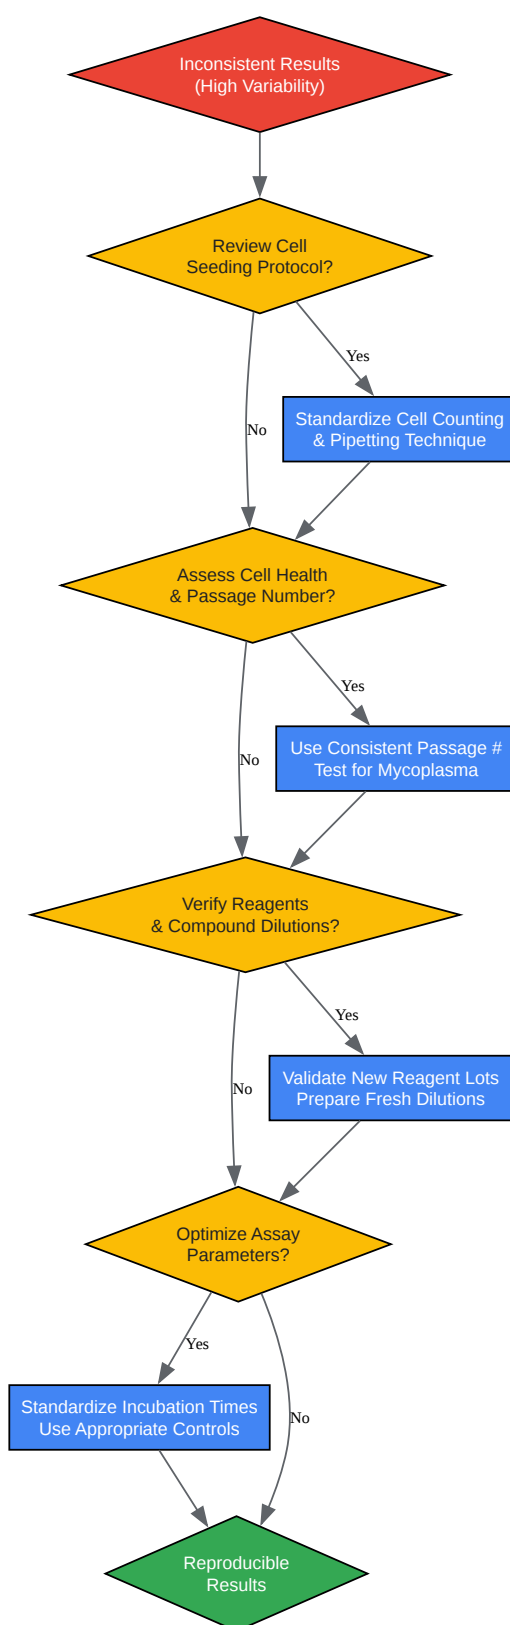 Inconsistent Results
(High Variability)
Review Cell
Seeding Protocol?
Yes
Standardize Cell Counting
& Pipetting Technique
No
Assess Cell Health
& Passage Number?
Yes
Use Consistent Passage #
Test for Mycoplasma
No
Verify Reagents
& Compound Dilutions?
Yes
Validate New Reagent Lots
Prepare Fresh Dilutions
No
Optimize Assay
Parameters?
Yes
Standardize Incubation Times
Use Appropriate Controls
No
Reproducible
Results